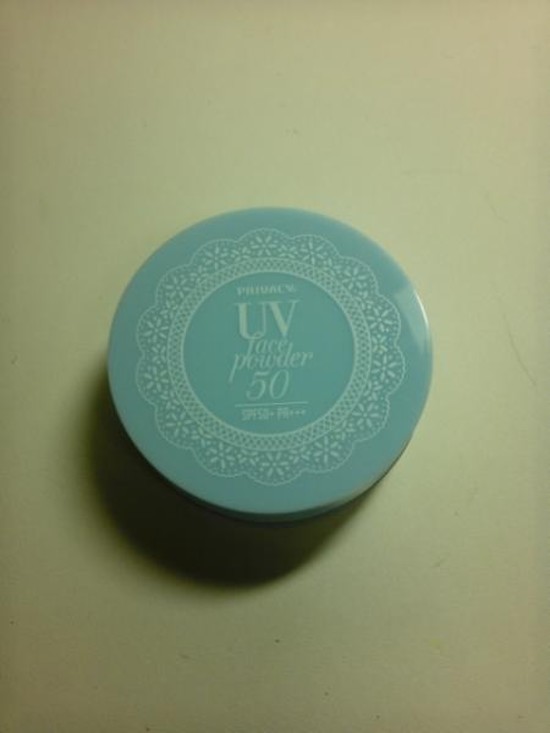 PRIVACY
UV
face
powder
50
SPF50+ PA+++